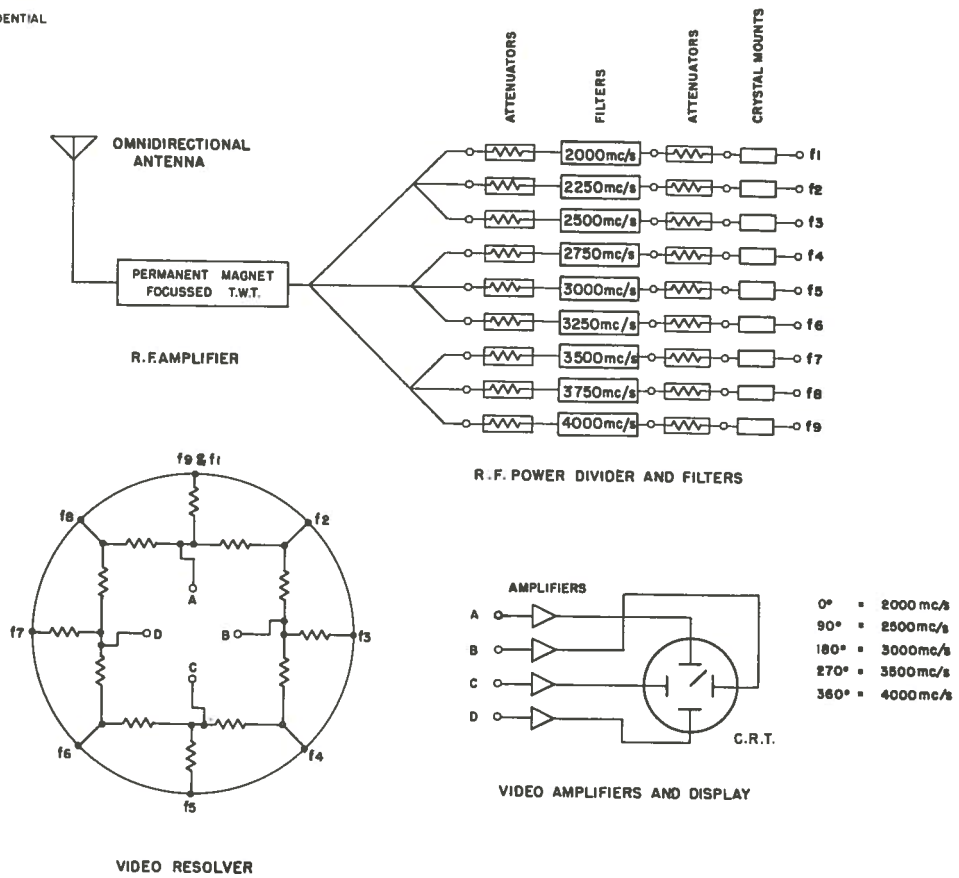 DENTIAL
ATTENUATORS
FILTERS
ATTENUATORS
CRYSTAL MOUNTS
OMNIDIRECTIONAL
ANTENNA
PERMANENT MAGNET
FOCUSSED T.W.T.
R.F.AMPLIFIER
2000mc/s f1
2250mc/s f2
2500mc/s f3
2750mc/s f4
3000mc/s f5
3250mc/s f6
3500mc/s f7
3750mc/s f8
4000mc/s f9
R.F. POWER DIVIDER AND FILTERS
f9 & f1
f8
f2
A
f7
D
B
f3
C
f6
f4
f5
VIDEO RESOLVER
AMPLIFIERS
A
B
C
D
C.R.T.
VIDEO AMPLIFIERS AND DISPLAY
0° = 2000mc/s
90° = 2500mc/s
180° = 3000mc/s
270° = 3500mc/s
360° = 4000mc/s